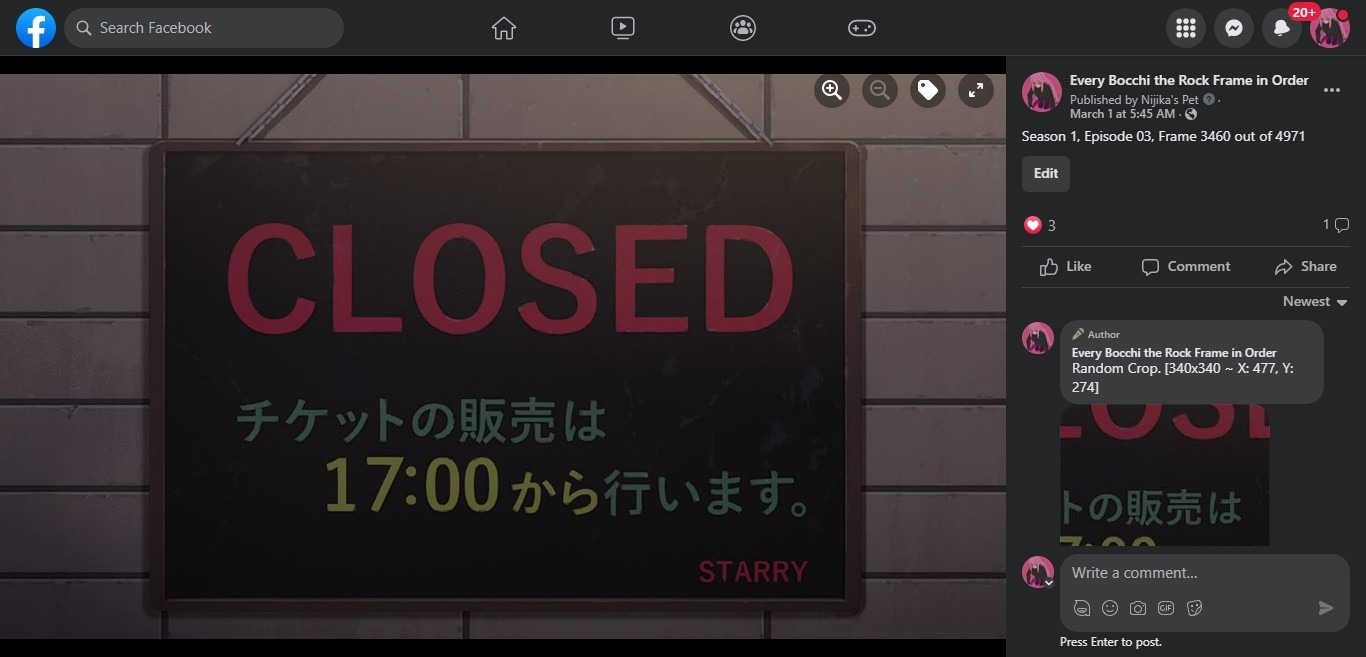 Search Facebook
20+
CLOSED
チケットの販売は
17:00から行います。
STARRY
Every Bocchi the Rock Frame in Order
Published by Nijika's Pet ? ·
March 1 at 5:45 AM ·
Season 1, Episode 03, Frame 3460 out of 4971
Edit
3
1
Like
Comment
Share
Newest
Author
Every Bocchi the Rock Frame in Order
Random Crop. [340x340 ~ X: 477, Y:
274]
LOSE
トの販売は
7:00
Write a comment...
GIF
Press Enter to post.